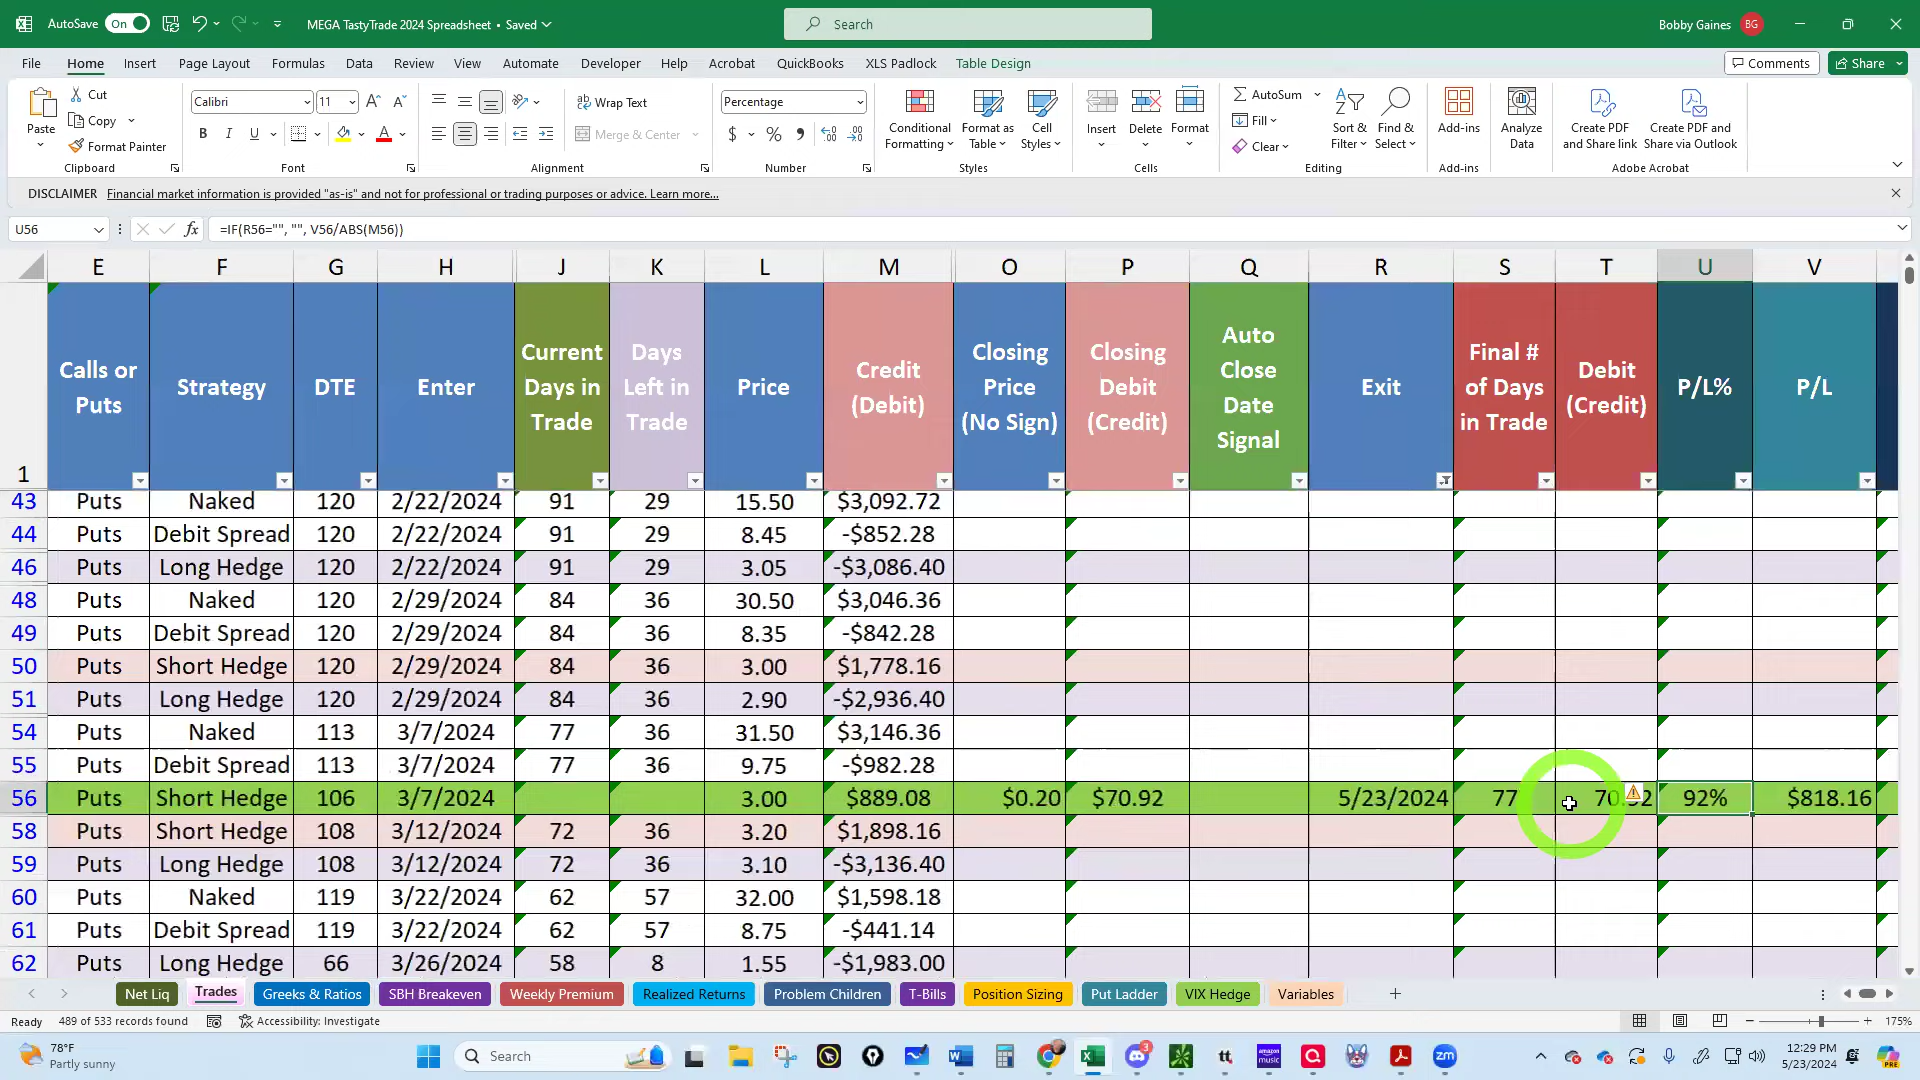 AutoSave On MEGA TastyTrade 2024 Spreadsheet • Saved Search Bobby Gaines BG
File Home Insert Page Layout Formulas Data Review View Automate Developer Help Acrobat QuickBooks XLS Padlock Table Design Comments Share
Paste Cut Copy Format Painter Clipboard
Calibri 11 B I U A Font
Wrap Text Merge & Center Alignment
Percentage $ % Number
Conditional Formatting Format as Table Cell Styles Styles
Insert Delete Format Cells
AutoSum Fill Clear Sort & Filter Find & Select Editing
Add-ins Add-ins
Analyze Data
Create PDF and Share link Create PDF and Share via Outlook Adobe Acrobat
DISCLAIMER Financial market information is provided "as-is" and not for professional or trading purposes or advice. Learn more...
U56 fx =IF(R56="", "", V56/ABS(M56))
E F G H J K L M O P Q R S T U V
1 Calls or Puts Strategy DTE Enter Current Days in Trade Days Left in Trade Price Credit (Debit) Closing Price (No Sign) Closing Debit (Credit) Auto Close Date Signal Exit Final # of Days in Trade Debit (Credit) P/L% P/L
43 Puts Naked 120 2/22/2024 91 29 15.50 $3,092.72
44 Puts Debit Spread 120 2/22/2024 91 29 8.45 -$852.28
46 Puts Long Hedge 120 2/22/2024 91 29 3.05 -$3,086.40
48 Puts Naked 120 2/29/2024 84 36 30.50 $3,046.36
49 Puts Debit Spread 120 2/29/2024 84 36 8.35 -$842.28
50 Puts Short Hedge 120 2/29/2024 84 36 3.00 $1,778.16
51 Puts Long Hedge 120 2/29/2024 84 36 2.90 -$2,936.40
54 Puts Naked 113 3/7/2024 77 36 31.50 $3,146.36
55 Puts Debit Spread 113 3/7/2024 77 36 9.75 -$982.28
56 Puts Short Hedge 106 3/7/2024 3.00 $889.08 $0.20 $70.92 5/23/2024 77 70.92 92% $818.16
58 Puts Short Hedge 108 3/12/2024 72 36 3.20 $1,898.16
59 Puts Long Hedge 108 3/12/2024 72 36 3.10 -$3,136.40
60 Puts Naked 119 3/22/2024 62 57 32.00 $1,598.18
61 Puts Debit Spread 119 3/22/2024 62 57 8.75 -$441.14
62 Puts Long Hedge 66 3/26/2024 58 8 1.55 -$1,983.00
Net Liq Trades Greeks & Ratios SBH Breakeven Weekly Premium Realized Returns Problem Children T-Bills Position Sizing Put Ladder VIX Hedge Variables
Ready 489 of 533 records found Accessibility: Investigate 175%
78°F Partly sunny Search 3 tt amazon music zm 12:29 PM 5/23/2024 PRE